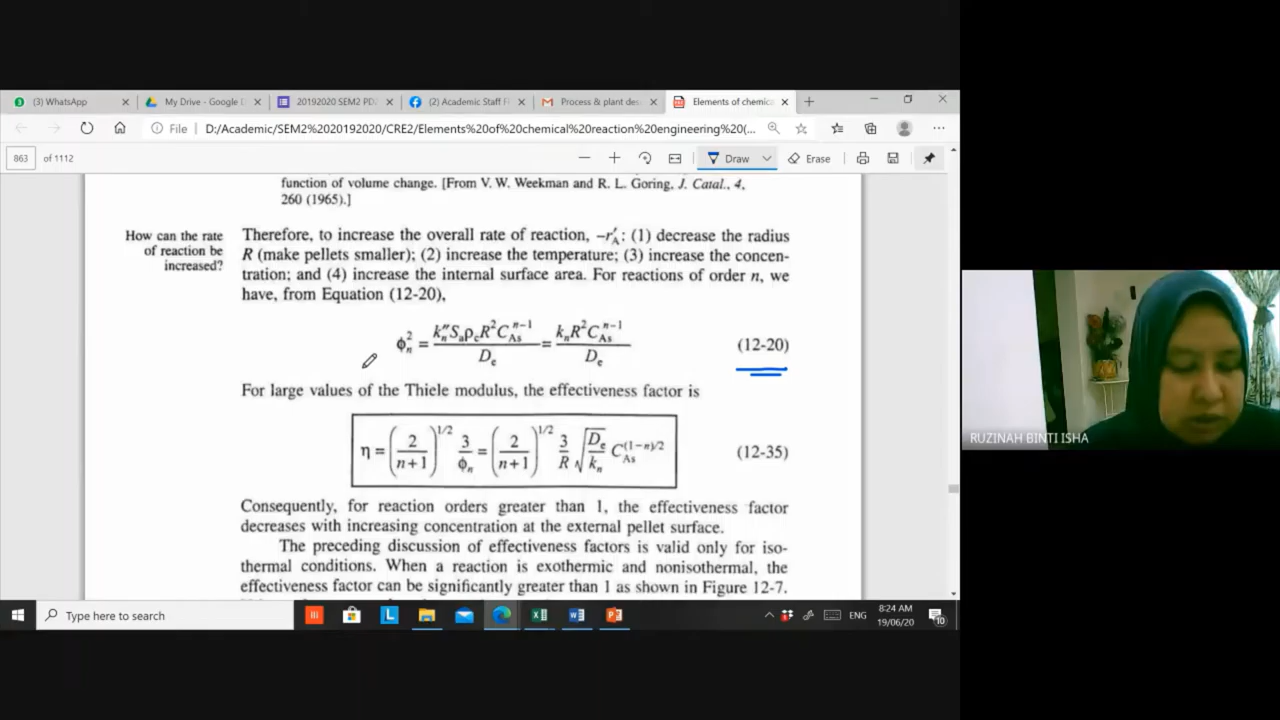 (3) WhatsApp
My Drive - Google D
20192020 SEM2 PD
(2) Academic Staff F
Process & plant des
Elements of chemica
File
D:/Academic/SEM2%2020192020/CRE2/Elements%20of%20chemical%20reaction%20engineering%20(...
863 of 1112
Draw
Erase
function of volume change. [From V. W. Weekman and R. L. Goring, J. Catal., 4,
260 (1965).]
How can the rate
of reaction be
increased?
Therefore, to increase the overall rate of reaction, −r′A: (1) decrease the radius
R (make pellets smaller); (2) increase the temperature; (3) increase the concen-
tration; and (4) increase the internal surface area. For reactions of order n, we
have, from Equation (12-20),
ϕn² = k″n Sa ρc R² CAs^(n−1) / De = kn R² CAs^(n−1) / De (12-20)
For large values of the Thiele modulus, the effectiveness factor is
η = (2/(n+1))^(1/2) 3/ϕn = (2/(n+1))^(1/2) 3/R √(De/kn) CAs^((1−n)/2) (12-35)
Consequently, for reaction orders greater than 1, the effectiveness factor
decreases with increasing concentration at the external pellet surface.
The preceding discussion of effectiveness factors is valid only for iso-
thermal conditions. When a reaction is exothermic and nonisothermal, the
effectiveness factor can be significantly greater than 1 as shown in Figure 12-7.
RUZINAH BINTI ISHA
Type here to search
ENG
8:24 AM
19/06/20
10